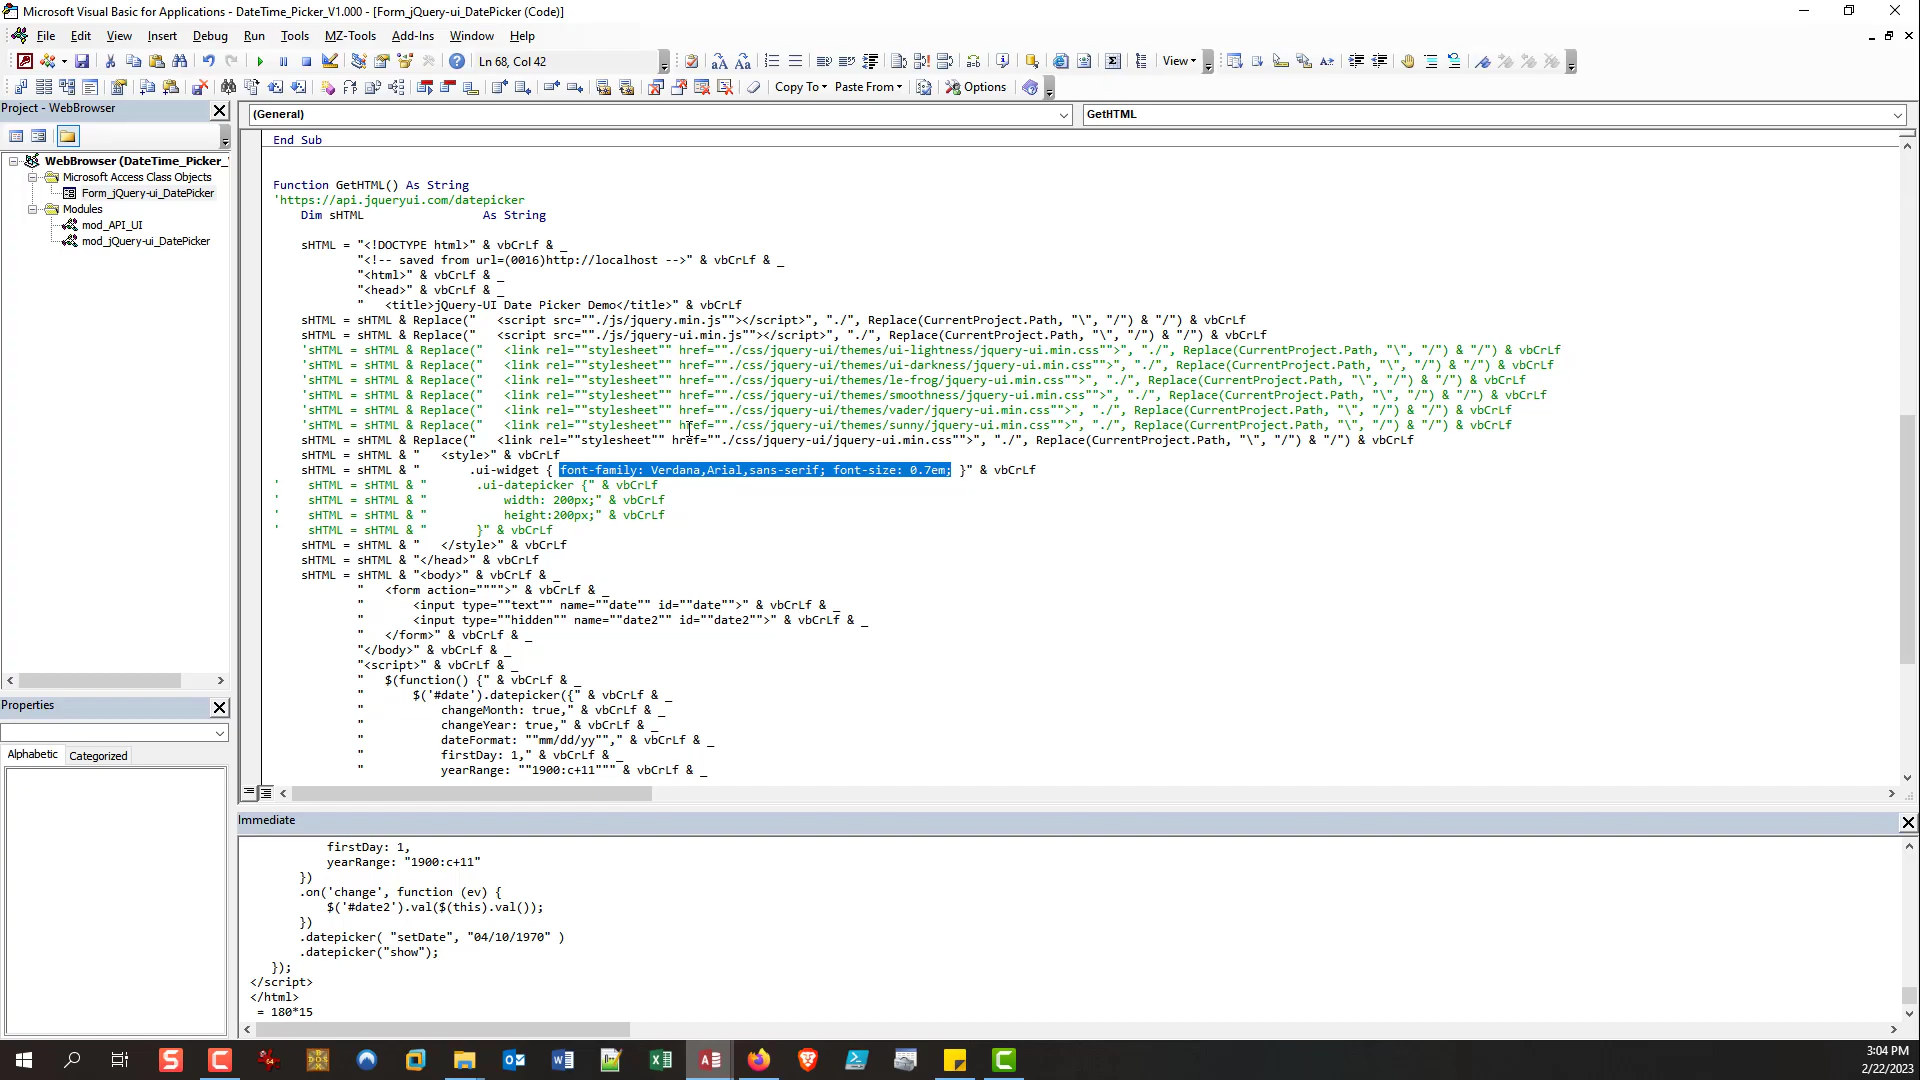 Microsoft Visual Basic for Applications - DateTime_Picker_V1.000 - [Form_jQuery-ui_DatePicker (Code)]
File Edit View Insert Format Debug Run Tools MZ-Tools Add-Ins Window Help
Ln 68, Col 42
View
Copy To Paste From Options
Project - WebBrowser
(General) GetHTML
WebBrowser (DateTime_Picker_
Microsoft Access Class Objects
Form_jQuery-ui_DatePicker
Modules
mod_API_UI
mod_jQuery-ui_DatePicker
End Sub
Function GetHTML() As String
'https://api.jqueryui.com/datepicker
Dim sHTML As String
sHTML = "<!DOCTYPE html>" & vbCrLf & _
"<!-- saved from url=(0016)http://localhost -->" & vbCrLf & _
"<html>" & vbCrLf & _
"<head>" & vbCrLf & _
" <title>jQuery-UI Date Picker Demo</title>" & vbCrLf
sHTML = sHTML & Replace(" <script src=""./js/jquery.min.js""></script>", "./", Replace(CurrentProject.Path, "\", "/") & "/") & vbCrLf
sHTML = sHTML & Replace(" <script src=""./js/jquery-ui.min.js""></script>", "./", Replace(CurrentProject.Path, "\", "/") & "/") & vbCrLf
'sHTML = sHTML & Replace(" <link rel=""stylesheet"" href=""./css/jquery-ui/themes/ui-lightness/jquery-ui.min.css"">", "./", Replace(CurrentProject.Path, "\", "/") & "/") & vbCrLf
'sHTML = sHTML & Replace(" <link rel=""stylesheet"" href=""./css/jquery-ui/themes/ui-darkness/jquery-ui.min.css"">", "./", Replace(CurrentProject.Path, "\", "/") & "/") & vbCrLf
'sHTML = sHTML & Replace(" <link rel=""stylesheet"" href=""./css/jquery-ui/themes/le-frog/jquery-ui.min.css"">", "./", Replace(CurrentProject.Path, "\", "/") & "/") & vbCrLf
'sHTML = sHTML & Replace(" <link rel=""stylesheet"" href=""./css/jquery-ui/themes/smoothness/jquery-ui.min.css"">", "./", Replace(CurrentProject.Path, "\", "/") & "/") & vbCrLf
'sHTML = sHTML & Replace(" <link rel=""stylesheet"" href=""./css/jquery-ui/themes/vader/jquery-ui.min.css"">", "./", Replace(CurrentProject.Path, "\", "/") & "/") & vbCrLf
'sHTML = sHTML & Replace(" <link rel=""stylesheet"" href=""./css/jquery-ui/themes/sunny/jquery-ui.min.css"">", "./", Replace(CurrentProject.Path, "\", "/") & "/") & vbCrLf
sHTML = sHTML & Replace(" <link rel=""stylesheet"" href=""./css/jquery-ui/jquery-ui.min.css"">", "./", Replace(CurrentProject.Path, "\", "/") & "/") & vbCrLf
sHTML = sHTML & " <style>" & vbCrLf
sHTML = sHTML & " .ui-widget { font-family: Verdana,Arial,sans-serif; font-size: 0.7em; }" & vbCrLf
' sHTML = sHTML & " .ui-datepicker {" & vbCrLf
' sHTML = sHTML & " width: 200px;" & vbCrLf
' sHTML = sHTML & " height:200px;" & vbCrLf
' sHTML = sHTML & " }" & vbCrLf
sHTML = sHTML & " </style>" & vbCrLf
sHTML = sHTML & "</head>" & vbCrLf
sHTML = sHTML & "<body>" & vbCrLf & _
" <form action="""">" & vbCrLf & _
" <input type=""text"" name=""date"" id=""date"">" & vbCrLf & _
" <input type=""hidden"" name=""date2"" id=""date2"">" & vbCrLf & _
" </form>" & vbCrLf & _
"</body>" & vbCrLf & _
"<script>" & vbCrLf & _
" $(function() {" & vbCrLf & _
" $('#date').datepicker({" & vbCrLf & _
" changeMonth: true," & vbCrLf & _
" changeYear: true," & vbCrLf & _
" dateFormat: ""mm/dd/yy""," & vbCrLf & _
" firstDay: 1," & vbCrLf & _
" yearRange: ""1900:c+11""" & vbCrLf & _
Properties
Alphabetic Categorized
Immediate
firstDay: 1,
yearRange: "1900:c+11"
})
.on('change', function (ev) {
$('#date2').val($(this).val());
})
.datepicker( "setDate", "04/10/1970" )
.datepicker("show");
});
</script>
</html>
= 180*15
3:04 PM
2/22/2023